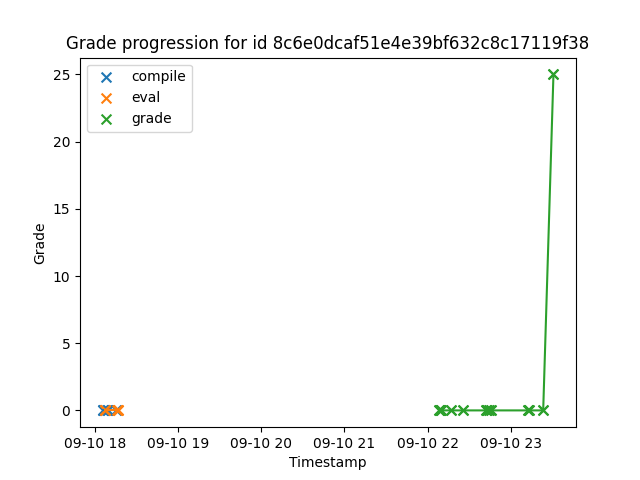 Grade progression for id 8c6e0dcaf51e4e39bf632c8c17119f38
compile
eval
grade
25
20
15
10
5
0
Grade
09-10 18 09-10 19 09-10 20 09-10 21 09-10 22 09-10 23
Timestamp